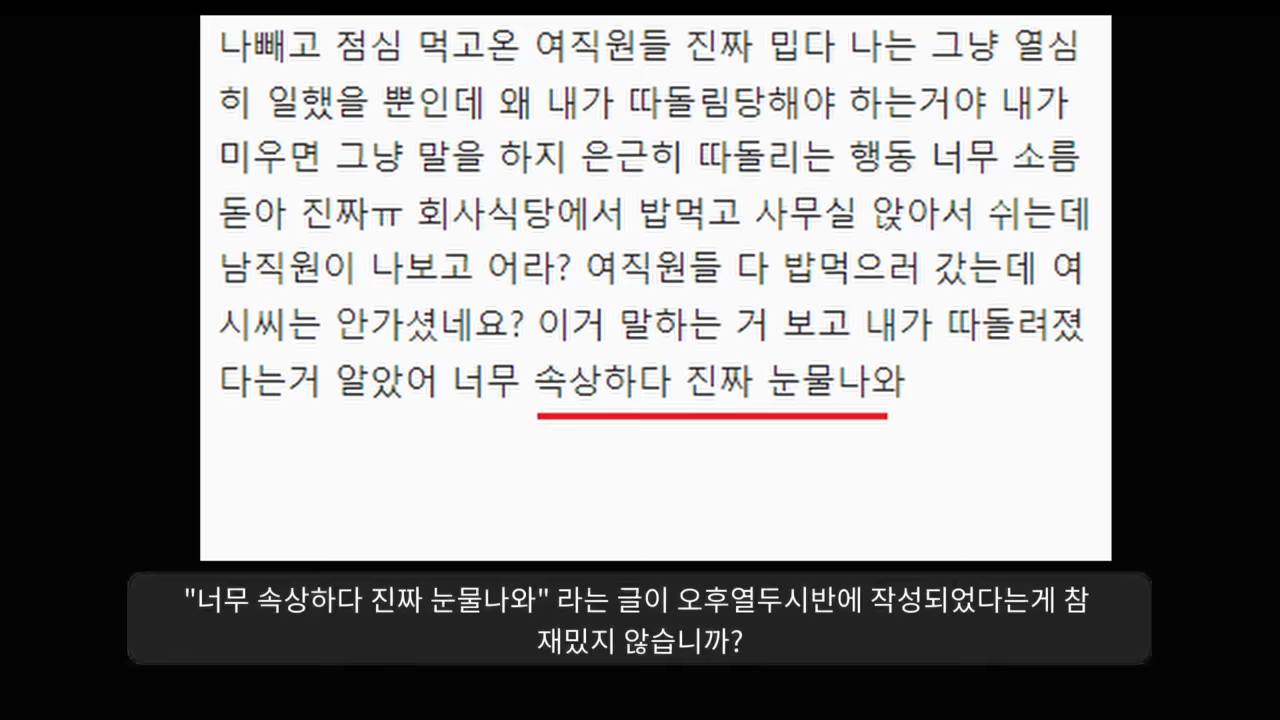 나빼고 점심 먹고온 여직원들 진짜 밉다 나는 그냥 열심
히 일했을 뿐인데 왜 내가 따돌림당해야 하는거야 내가
미우면 그냥 말을 하지 은근히 따돌리는 행동 너무 소름
돋아 진짜ㅠ 회사식당에서 밥먹고 사무실 앉아서 쉬는데
남직원이 나보고 어라? 여직원들 다 밥먹으러 갔는데 여
시씨는 안가셨네요? 이거 말하는 거 보고 내가 따돌려졌
다는거 알았어 너무 속상하다 진짜 눈물나와
"너무 속상하다 진짜 눈물나와" 라는 글이 오후열두시반에 작성되었다는게 참
재밌지 않습니까?